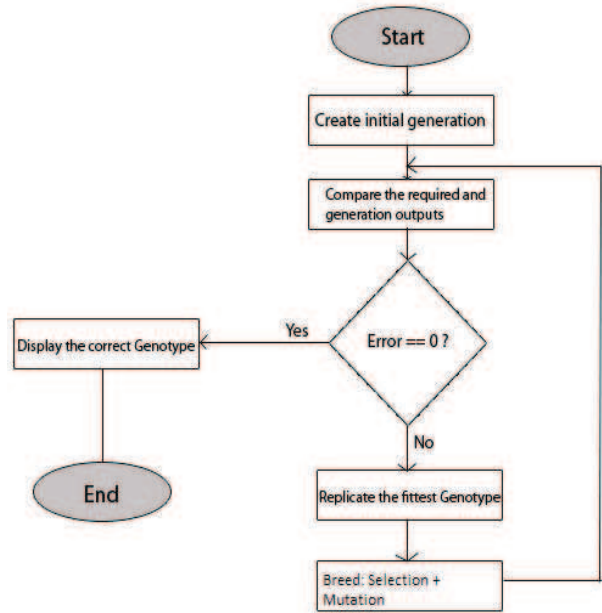 Start
Create initial generation
Compare the required and
generation outputs
Error == 0 ?
Yes
Display the correct Genotype
End
No
Replicate the fittest Genotype
Breed: Selection +
Mutation